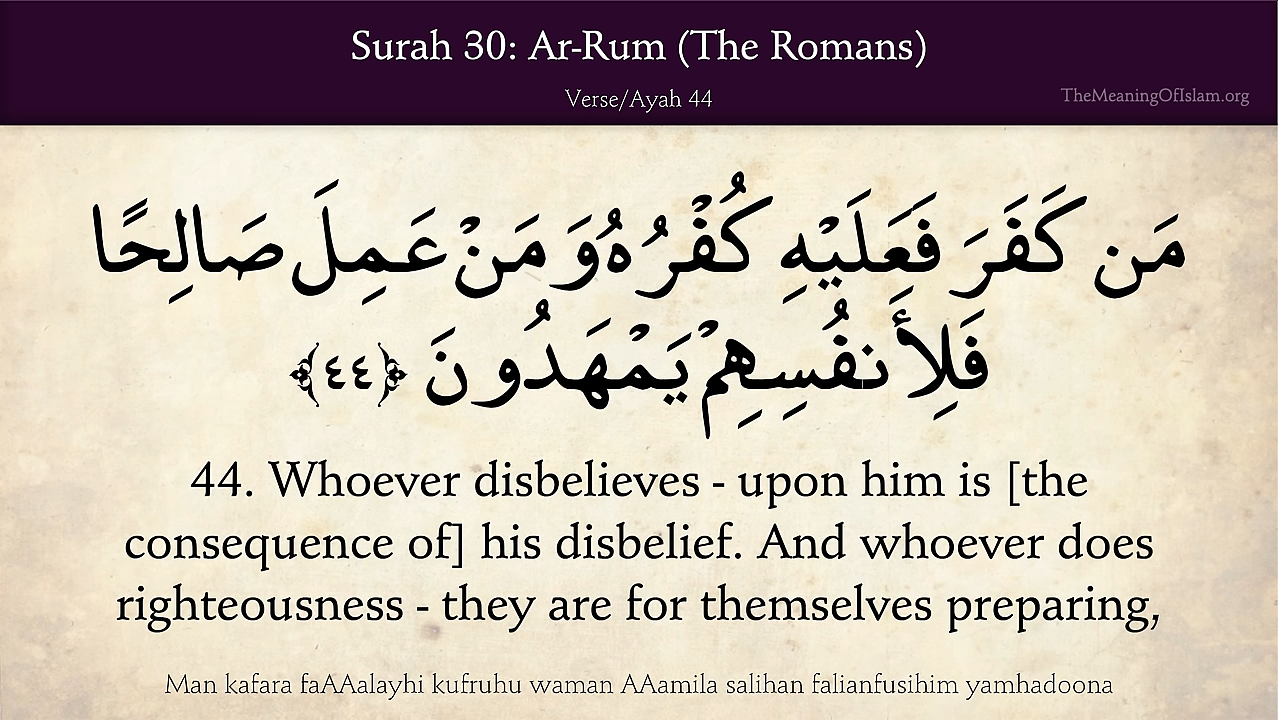 Surah 30: Ar-Rum (The Romans)
Verse/Ayah 44
TheMeaningOfIslam.org
مَن كَفَرَ فَعَلَيْهِ كُفْرُهُ وَمَنْ عَمِلَ صَالِحًا
فَلِأَنفُسِهِمْ يَمْهَدُونَ ﴿٤٤﴾
44. Whoever disbelieves - upon him is [the
consequence of] his disbelief. And whoever does
righteousness - they are for themselves preparing,
Man kafara faAAalayhi kufruhu waman AAamila salihan falianfusihim yamhadoona